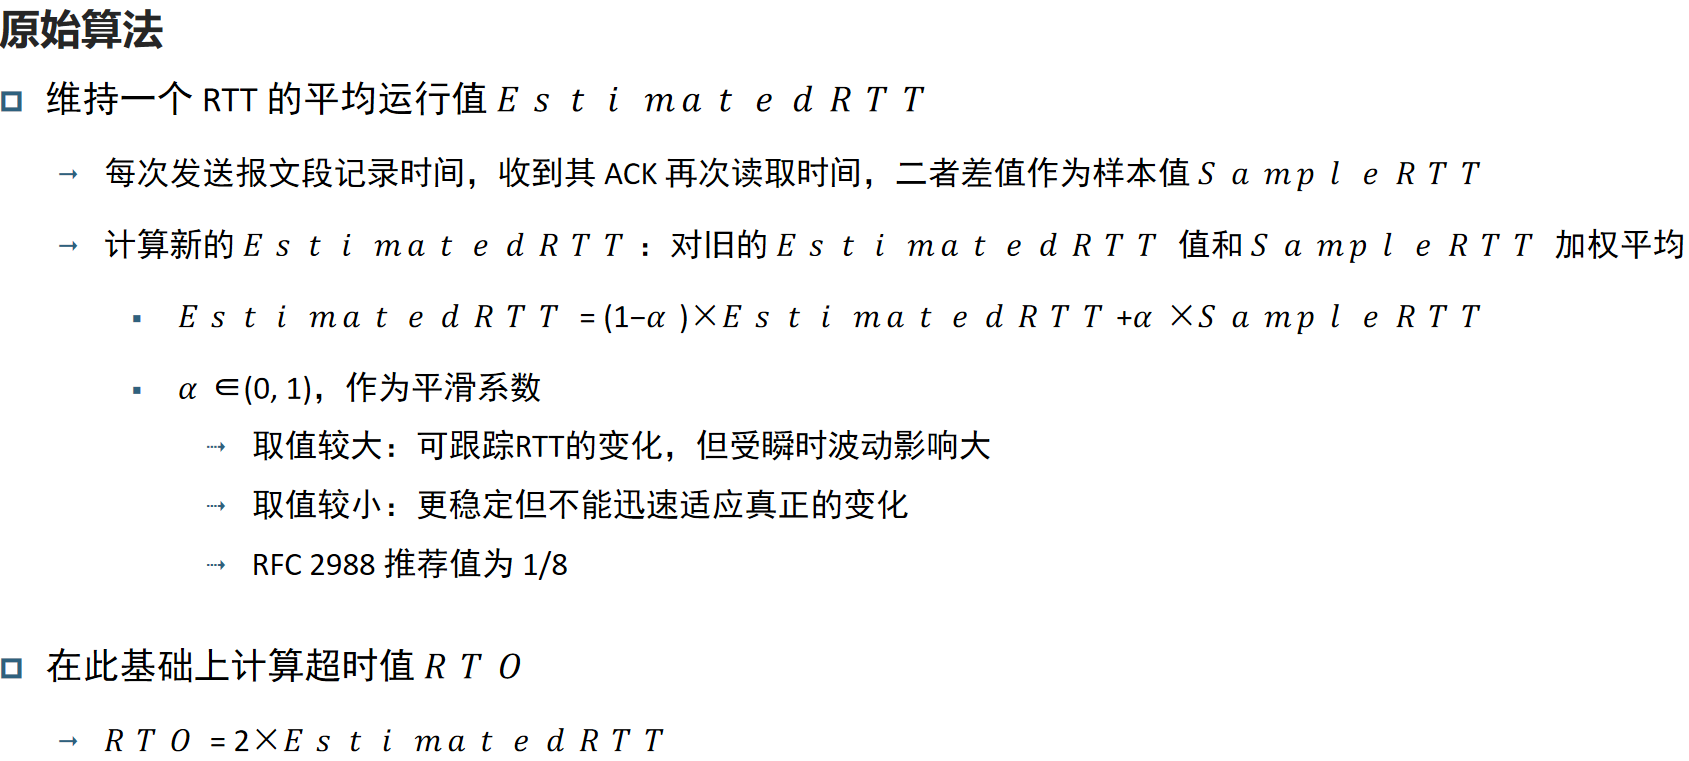 原始算法
维持一个 RTT 的平均运行值 EstimatedRTT
→ 每次发送报文段记录时间，收到其 ACK 再次读取时间，二者差值作为样本值 SampleRTT
→ 计算新的 EstimatedRTT：对旧的 EstimatedRTT 值和 SampleRTT 加权平均
▪ EstimatedRTT = (1−α)×EstimatedRTT+α×SampleRTT
▪ α ∈(0, 1)，作为平滑系数
⤑ 取值较大：可跟踪RTT的变化，但受瞬时波动影响大
⤑ 取值较小：更稳定但不能迅速适应真正的变化
⤑ RFC 2988 推荐值为 1/8
在此基础上计算超时值 RTO
→ RTO = 2×EstimatedRTT